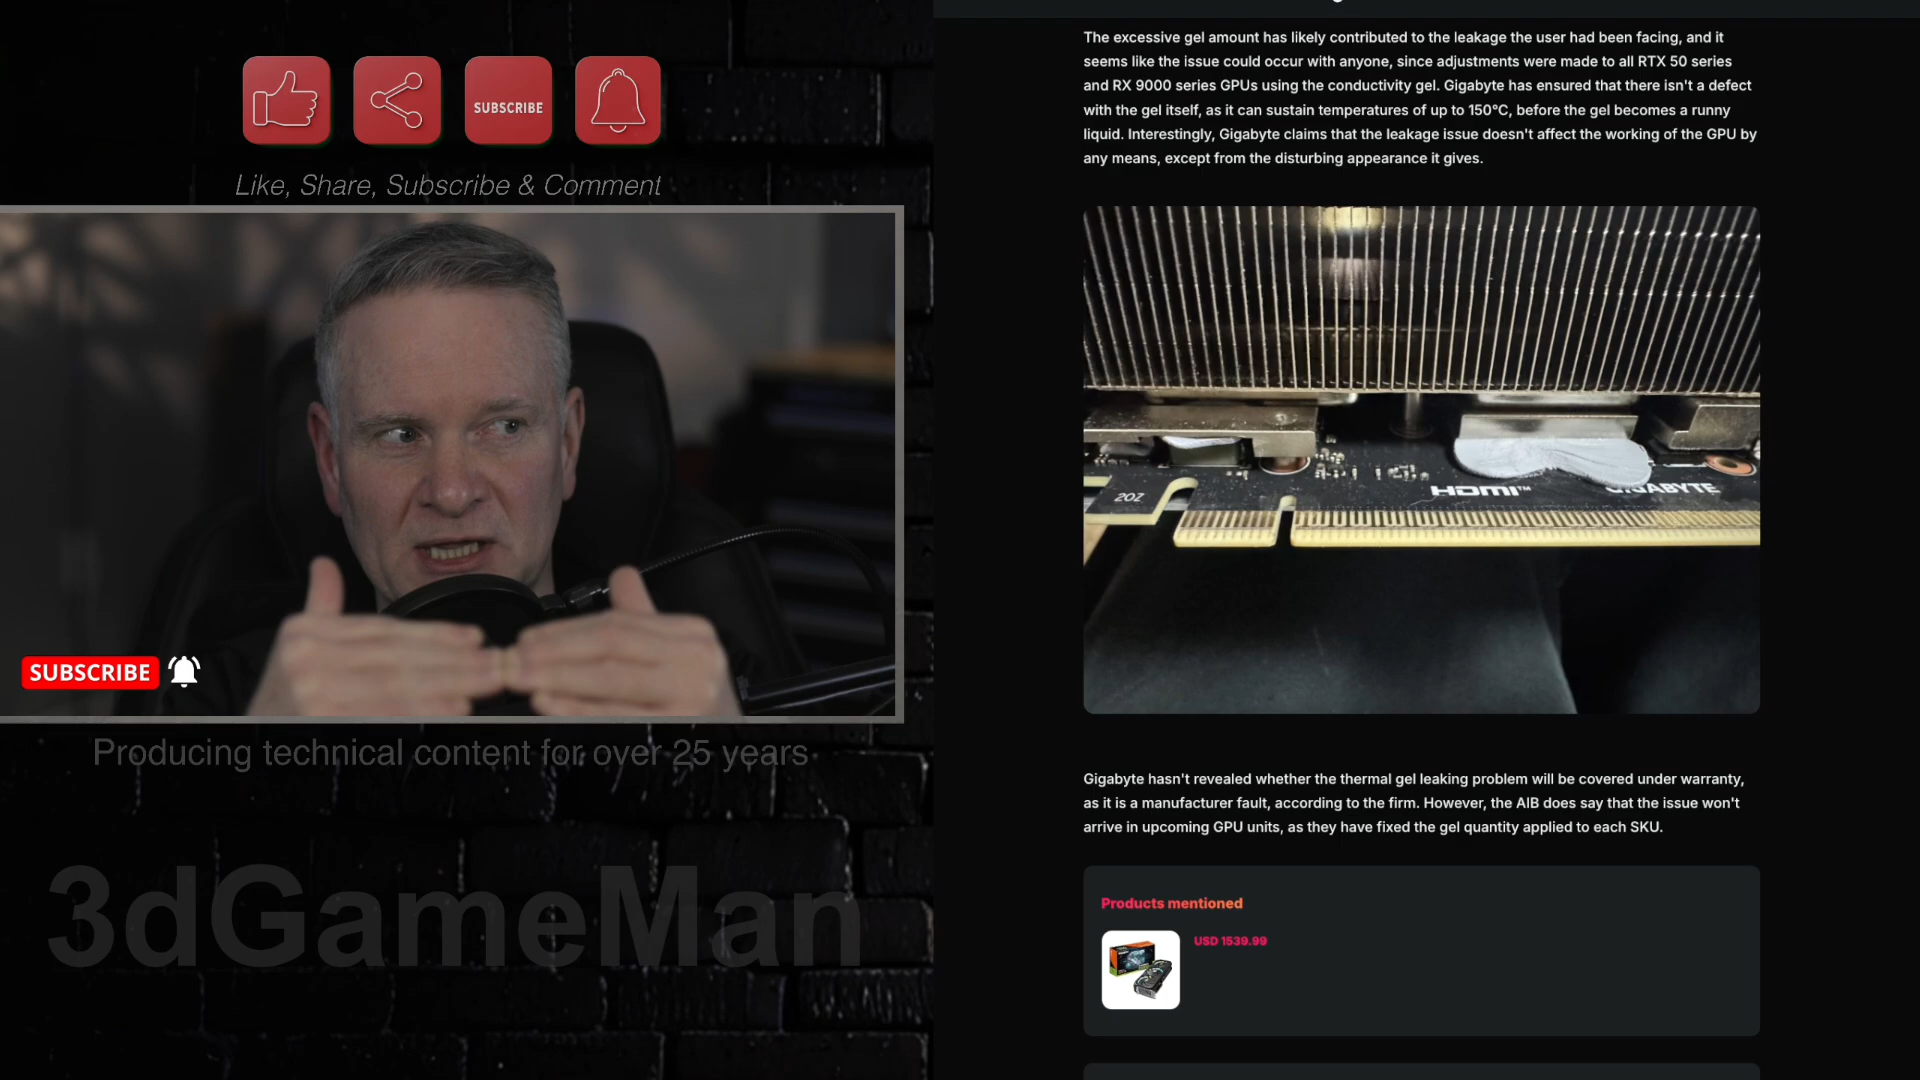 SUBSCRIBE
Like, Share, Subscribe & Comment
SUBSCRIBE
Producing technical content for over 25 years
3dGameMan
The excessive gel amount has likely contributed to the leakage the user had been facing, and it
seems like the issue could occur with anyone, since adjustments were made to all RTX 50 series
and RX 9000 series GPUs using the conductivity gel. Gigabyte has ensured that there isn't a defect
with the gel itself, as it can sustain temperatures of up to 150°C, before the gel becomes a runny
liquid. Interestingly, Gigabyte claims that the leakage issue doesn't affect the working of the GPU by
any means, except from the disturbing appearance it gives.
2OZ
HDMI™
GIGABYTE
Gigabyte hasn't revealed whether the thermal gel leaking problem will be covered under warranty,
as it is a manufacturer fault, according to the firm. However, the AIB does say that the issue won't
arrive in upcoming GPU units, as they have fixed the gel quantity applied to each SKU.
Products mentioned
USD 1539.99